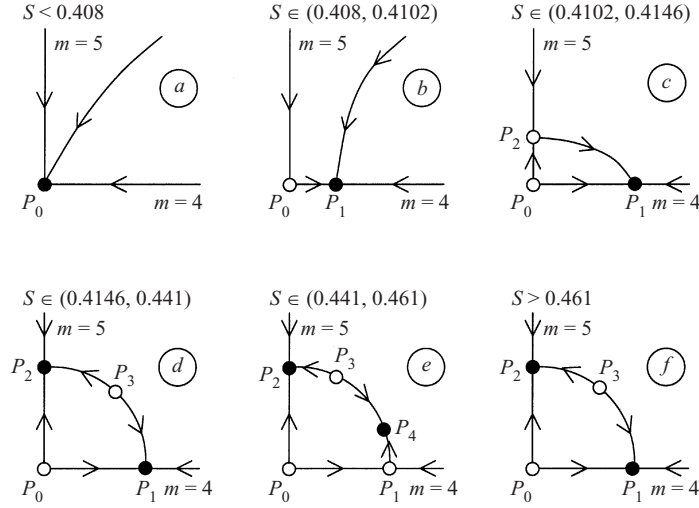 S < 0.408
m = 5
a
P0
m = 4
S ∈ (0.408, 0.4102)
m = 5
b
P0
P1
m = 4
S ∈ (0.4102, 0.4146)
m = 5
c
P2
P0
P1
m = 4
S ∈ (0.4146, 0.441)
m = 5
d
P2
P3
P0
P1
m = 4
S ∈ (0.441, 0.461)
m = 5
e
P2
P3
P4
P0
P1
m = 4
S > 0.461
m = 5
f
P2
P3
P0
P1
m = 4